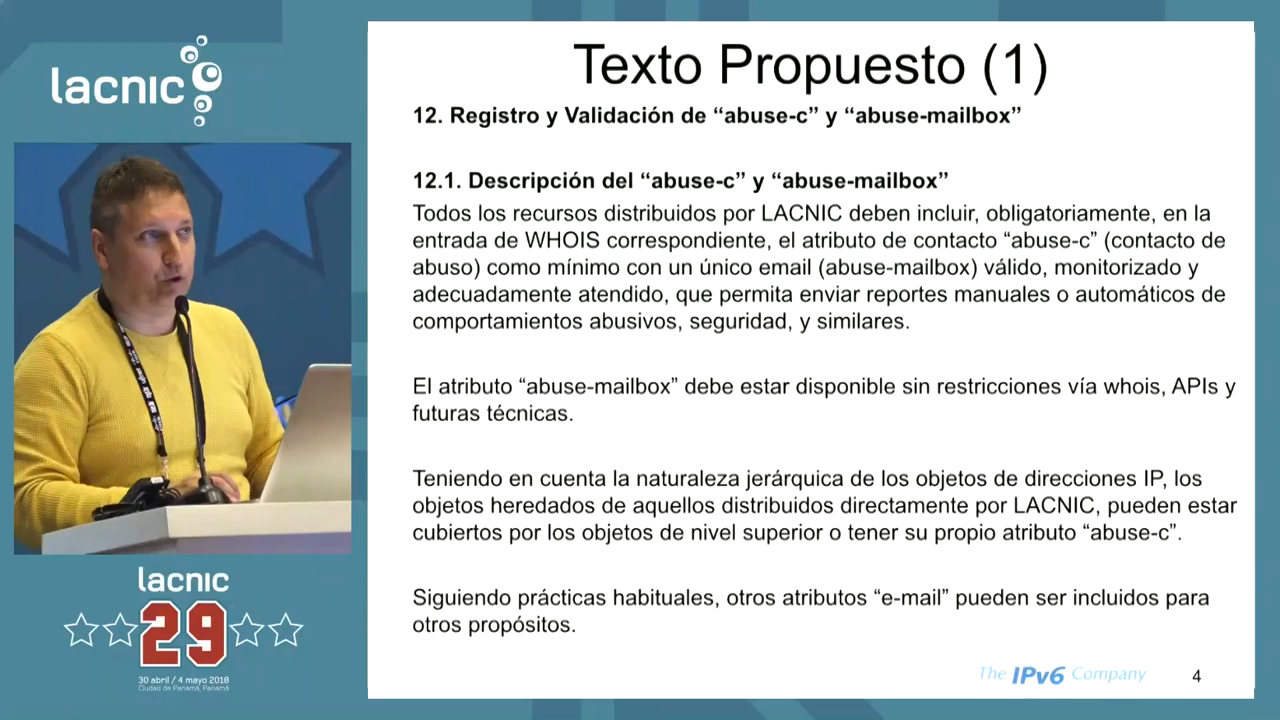 lacnic
Texto Propuesto (1)
12. Registro y Validación de “abuse-c” y “abuse-mailbox”
12.1. Descripción del “abuse-c” y “abuse-mailbox”
Todos los recursos distribuidos por LACNIC deben incluir, obligatoriamente, en la
entrada de WHOIS correspondiente, el atributo de contacto “abuse-c” (contacto de
abuso) como mínimo con un único email (abuse-mailbox) válido, monitorizado y
adecuadamente atendido, que permita enviar reportes manuales o automáticos de
comportamientos abusivos, seguridad, y similares.
El atributo “abuse-mailbox” debe estar disponible sin restricciones vía whois, APIs y
futuras técnicas.
Teniendo en cuenta la naturaleza jerárquica de los objetos de direcciones IP, los
objetos heredados de aquellos distribuidos directamente por LACNIC, pueden estar
cubiertos por los objetos de nivel superior o tener su propio atributo “abuse-c”.
Siguiendo prácticas habituales, otros atributos “e-mail” pueden ser incluidos para
otros propósitos.
The IPv6 Company
4
lacnic
29
30 abril / 4 mayo 2018
Ciudad de Panamá, Panamá